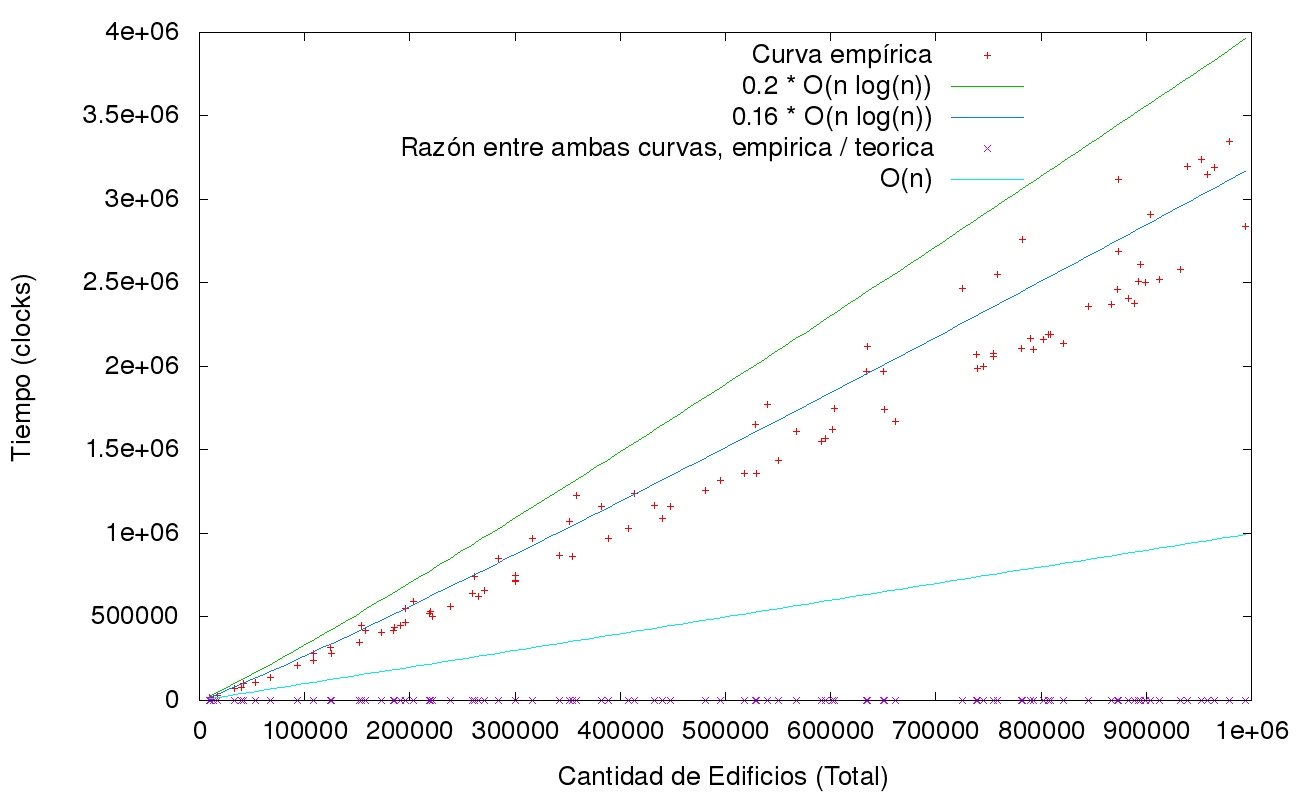 4e+06
3.5e+06
3e+06
2.5e+06
2e+06
1.5e+06
1e+06
500000
0
Tiempo (clocks)
Curva empírica
0.2 * O(n log(n))
0.16 * O(n log(n))
Razón entre ambas curvas, empirica / teorica
O(n)
0 100000 200000 300000 400000 500000 600000 700000 800000 900000 1e+06
Cantidad de Edificios (Total)